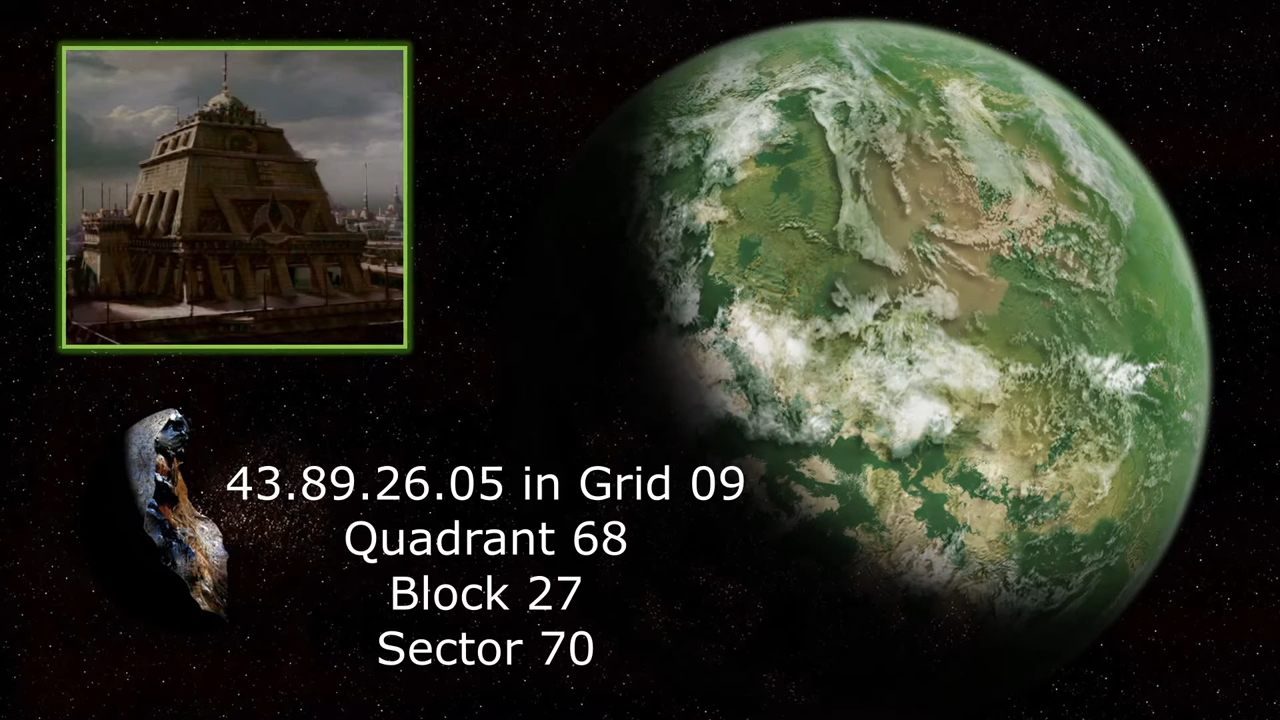 43.89.26.05 in Grid 09
Quadrant 68
Block 27
Sector 70